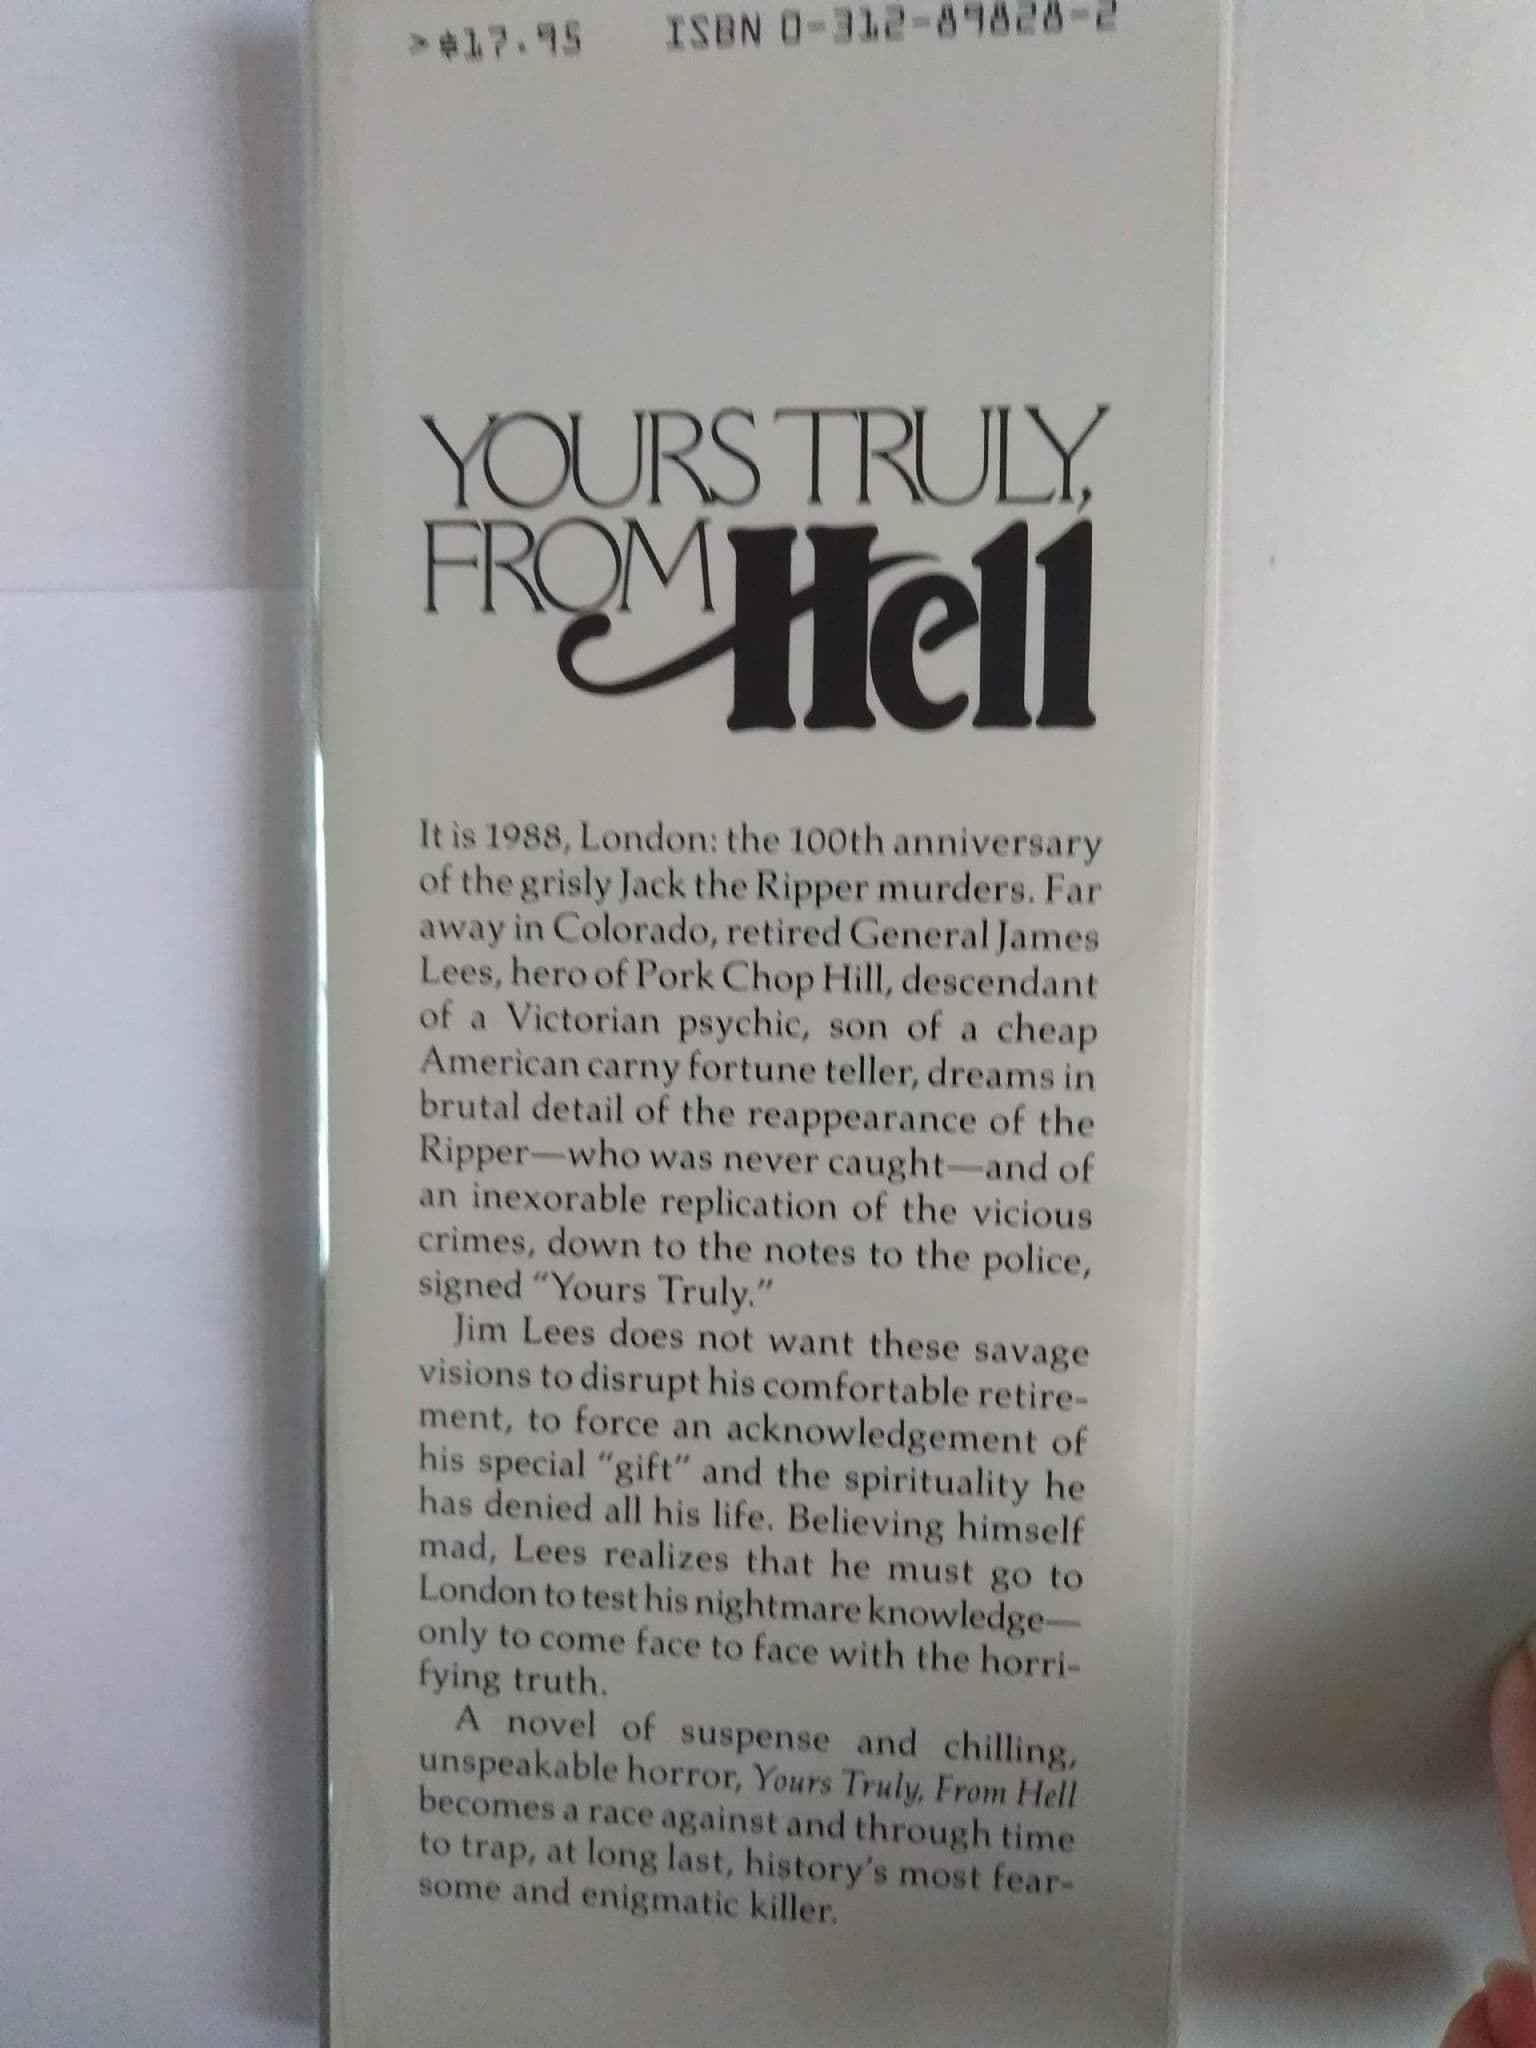 >$17.95 ISBN 0-312-89828-2
YOURS TRULY,
FROM Hell
It is 1988, London: the 100th anniversary
of the grisly Jack the Ripper murders. Far
away in Colorado, retired General James
Lees, hero of Pork Chop Hill, descendant
of a Victorian psychic, son of a cheap
American carny fortune teller, dreams in
brutal detail of the reappearance of the
Ripper—who was never caught—and of
an inexorable replication of the vicious
crimes, down to the notes to the police,
signed “Yours Truly.”
Jim Lees does not want these savage
visions to disrupt his comfortable retire-
ment, to force an acknowledgement of
his special “gift” and the spirituality he
has denied all his life. Believing himself
mad, Lees realizes that he must go to
London to test his nightmare knowledge—
only to come face to face with the horri-
fying truth.
A novel of suspense and chilling,
unspeakable horror, Yours Truly, From Hell
becomes a race against and through time
to trap, at long last, history’s most fear-
some and enigmatic killer.